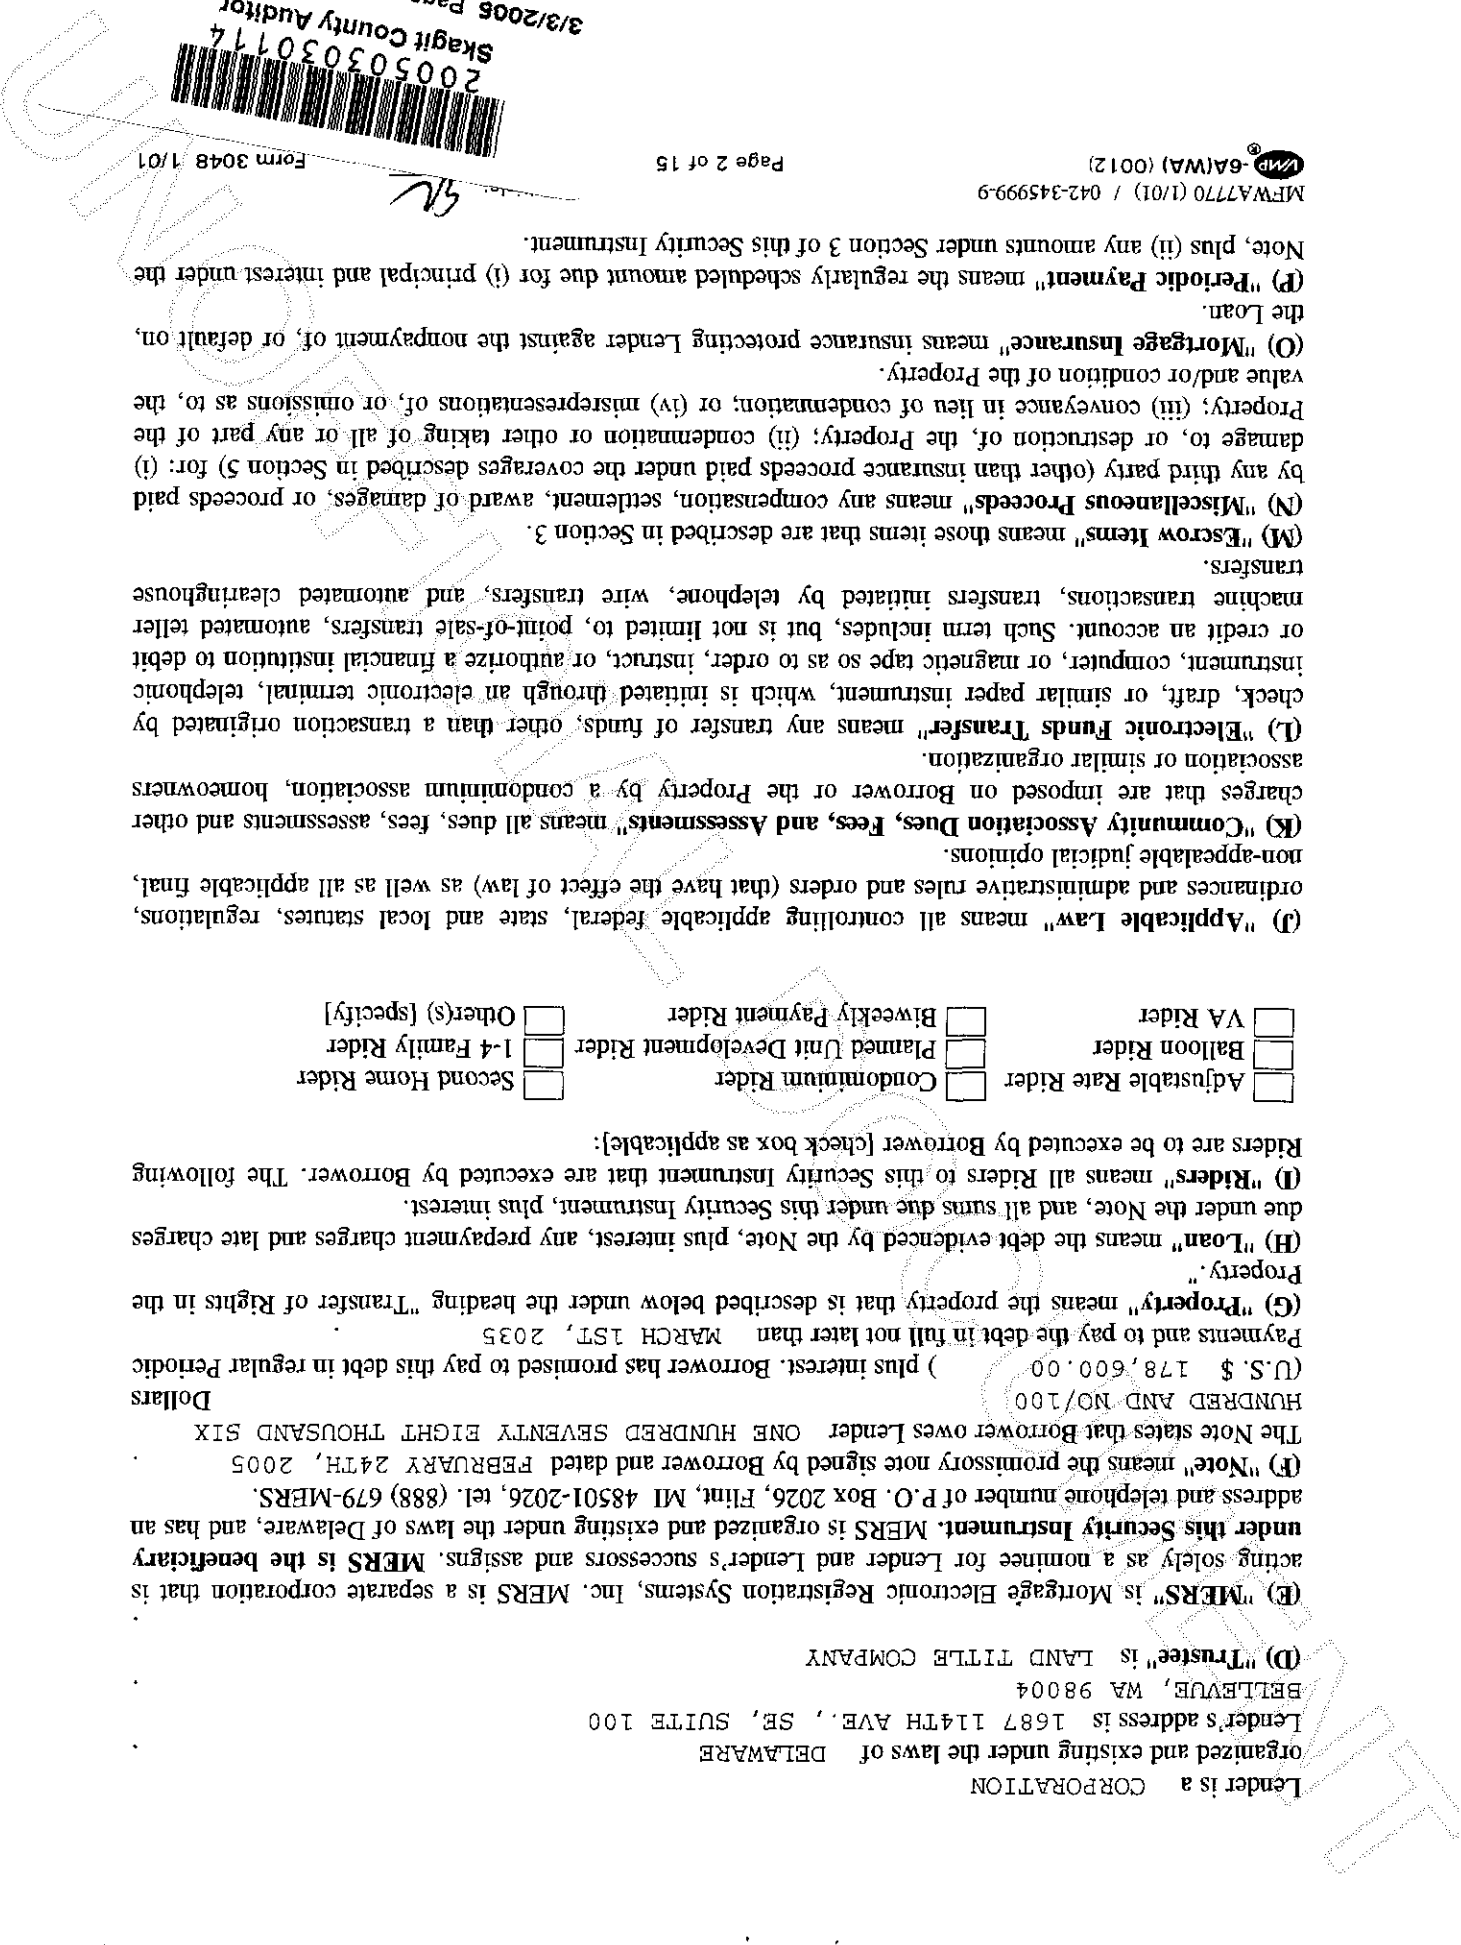 Lender is a CORPORATION
organized and existing under the laws of DELAWARE .
Lender's address is 1687 114TH AVE., SE, SUITE 100
BELLEVUE, WA 98004 .
(D) "Trustee" is LAND TITLE COMPANY
.
(E) "MERS" is Mortgage Electronic Registration Systems, Inc. MERS is a separate corporation that is
acting solely as a nominee for Lender and Lender's successors and assigns. MERS is the beneficiary
under this Security Instrument. MERS is organized and existing under the laws of Delaware, and has an
address and telephone number of P.O. Box 2026, Flint, MI 48501-2026, tel. (888) 679-MERS.
(F) "Note" means the promissory note signed by Borrower and dated FEBRUARY 24TH, 2005 .
The Note states that Borrower owes Lender ONE HUNDRED SEVENTY EIGHT THOUSAND SIX
HUNDRED AND NO/100 Dollars
(U.S. $ 178,600.00 ) plus interest. Borrower has promised to pay this debt in regular Periodic
Payments and to pay the debt in full not later than MARCH 1ST, 2035 .
(G) "Property" means the property that is described below under the heading "Transfer of Rights in the
Property."
(H) "Loan" means the debt evidenced by the Note, plus interest, any prepayment charges and late charges
due under the Note, and all sums due under this Security Instrument, plus interest.
(I) "Riders" means all Riders to this Security Instrument that are executed by Borrower. The following
Riders are to be executed by Borrower [check box as applicable]:
Adjustable Rate Rider Condominium Rider Second Home Rider
Balloon Rider Planned Unit Development Rider 1-4 Family Rider
VA Rider Biweekly Payment Rider Other(s) [specify]
(J) "Applicable Law" means all controlling applicable federal, state and local statutes, regulations,
ordinances and administrative rules and orders (that have the effect of law) as well as all applicable final,
non-appealable judicial opinions.
(K) "Community Association Dues, Fees, and Assessments" means all dues, fees, assessments and other
charges that are imposed on Borrower or the Property by a condominium association, homeowners
association or similar organization.
(L) "Electronic Funds Transfer" means any transfer of funds, other than a transaction originated by
check, draft, or similar paper instrument, which is initiated through an electronic terminal, telephonic
instrument, computer, or magnetic tape so as to order, instruct, or authorize a financial institution to debit
or credit an account. Such term includes, but is not limited to, point-of-sale transfers, automated teller
machine transactions, transfers initiated by telephone, wire transfers, and automated clearinghouse
transfers.
(M) "Escrow Items" means those items that are described in Section 3.
(N) "Miscellaneous Proceeds" means any compensation, settlement, award of damages, or proceeds paid
by any third party (other than insurance proceeds paid under the coverages described in Section 5) for: (i)
damage to, or destruction of, the Property; (ii) condemnation or other taking of all or any part of the
Property; (iii) conveyance in lieu of condemnation; or (iv) misrepresentations of, or omissions as to, the
value and/or condition of the Property.
(O) "Mortgage Insurance" means insurance protecting Lender against the nonpayment of, or default on,
the Loan.
(P) "Periodic Payment" means the regularly scheduled amount due for (i) principal and interest under the
Note, plus (ii) any amounts under Section 3 of this Security Instrument.
MFWA7770 (1/01) / 042-345999-9
VMP®-6A(WA) (0012) Page 2 of 15 Form 3048 1/01
200503030114
Skagit County Auditor
3/3/2005
UNOFFICIAL DOCUMENT